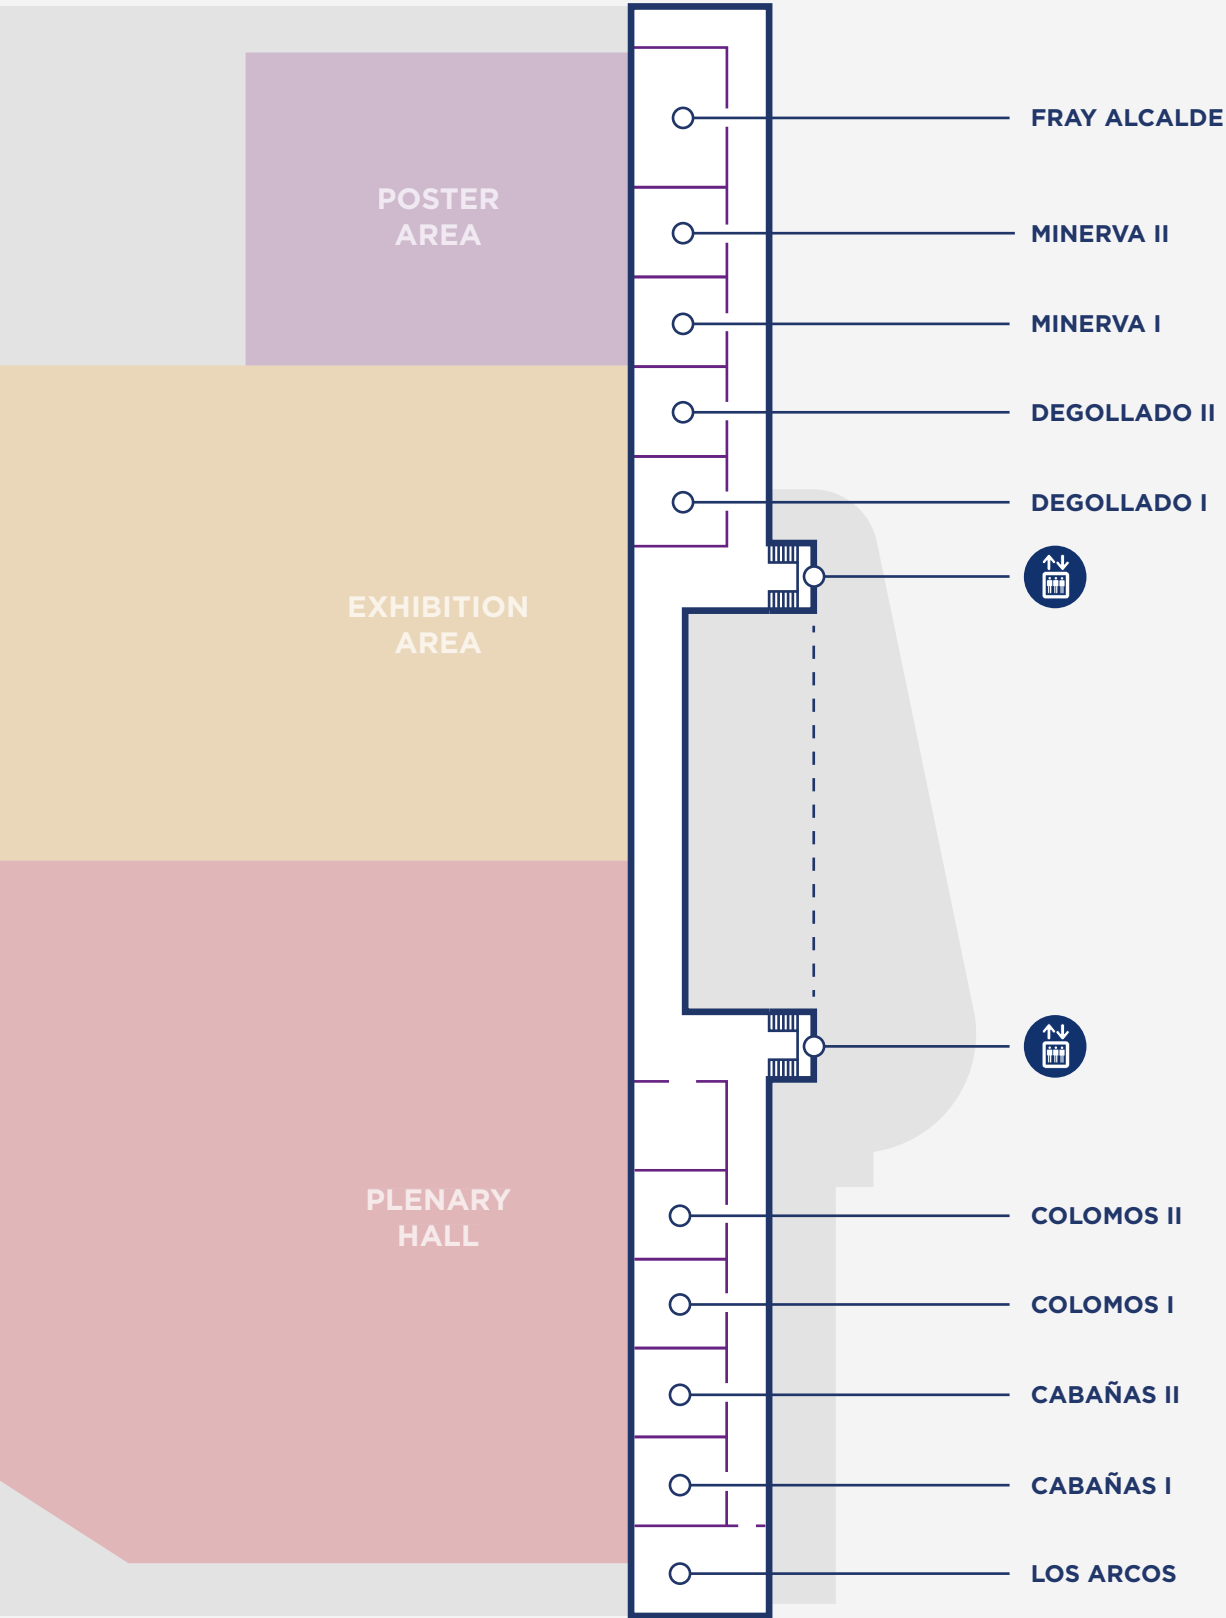 FRAY ALCALDE
POSTER
AREA
MINERVA II
MINERVA I
DEGOLLADO II
DEGOLLADO I
EXHIBITION
AREA
PLENARY
HALL
COLOMOS II
COLOMOS I
CABAÑAS II
CABAÑAS I
LOS ARCOS